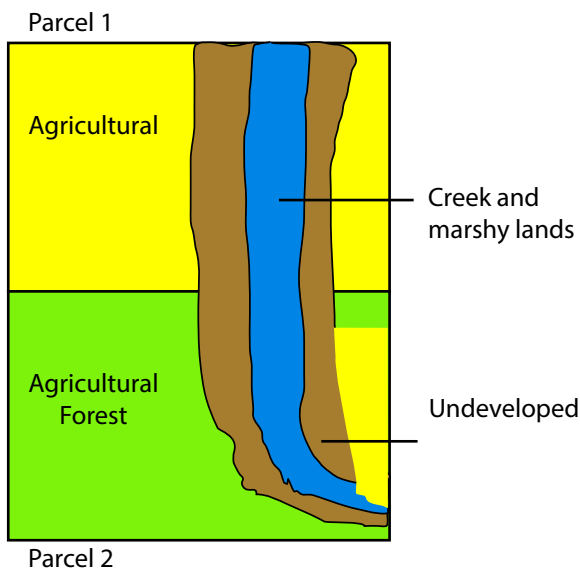 Parcel 1
Agricultural
Creek and
marshy lands
Agricultural
Forest
Undeveloped
Parcel 2